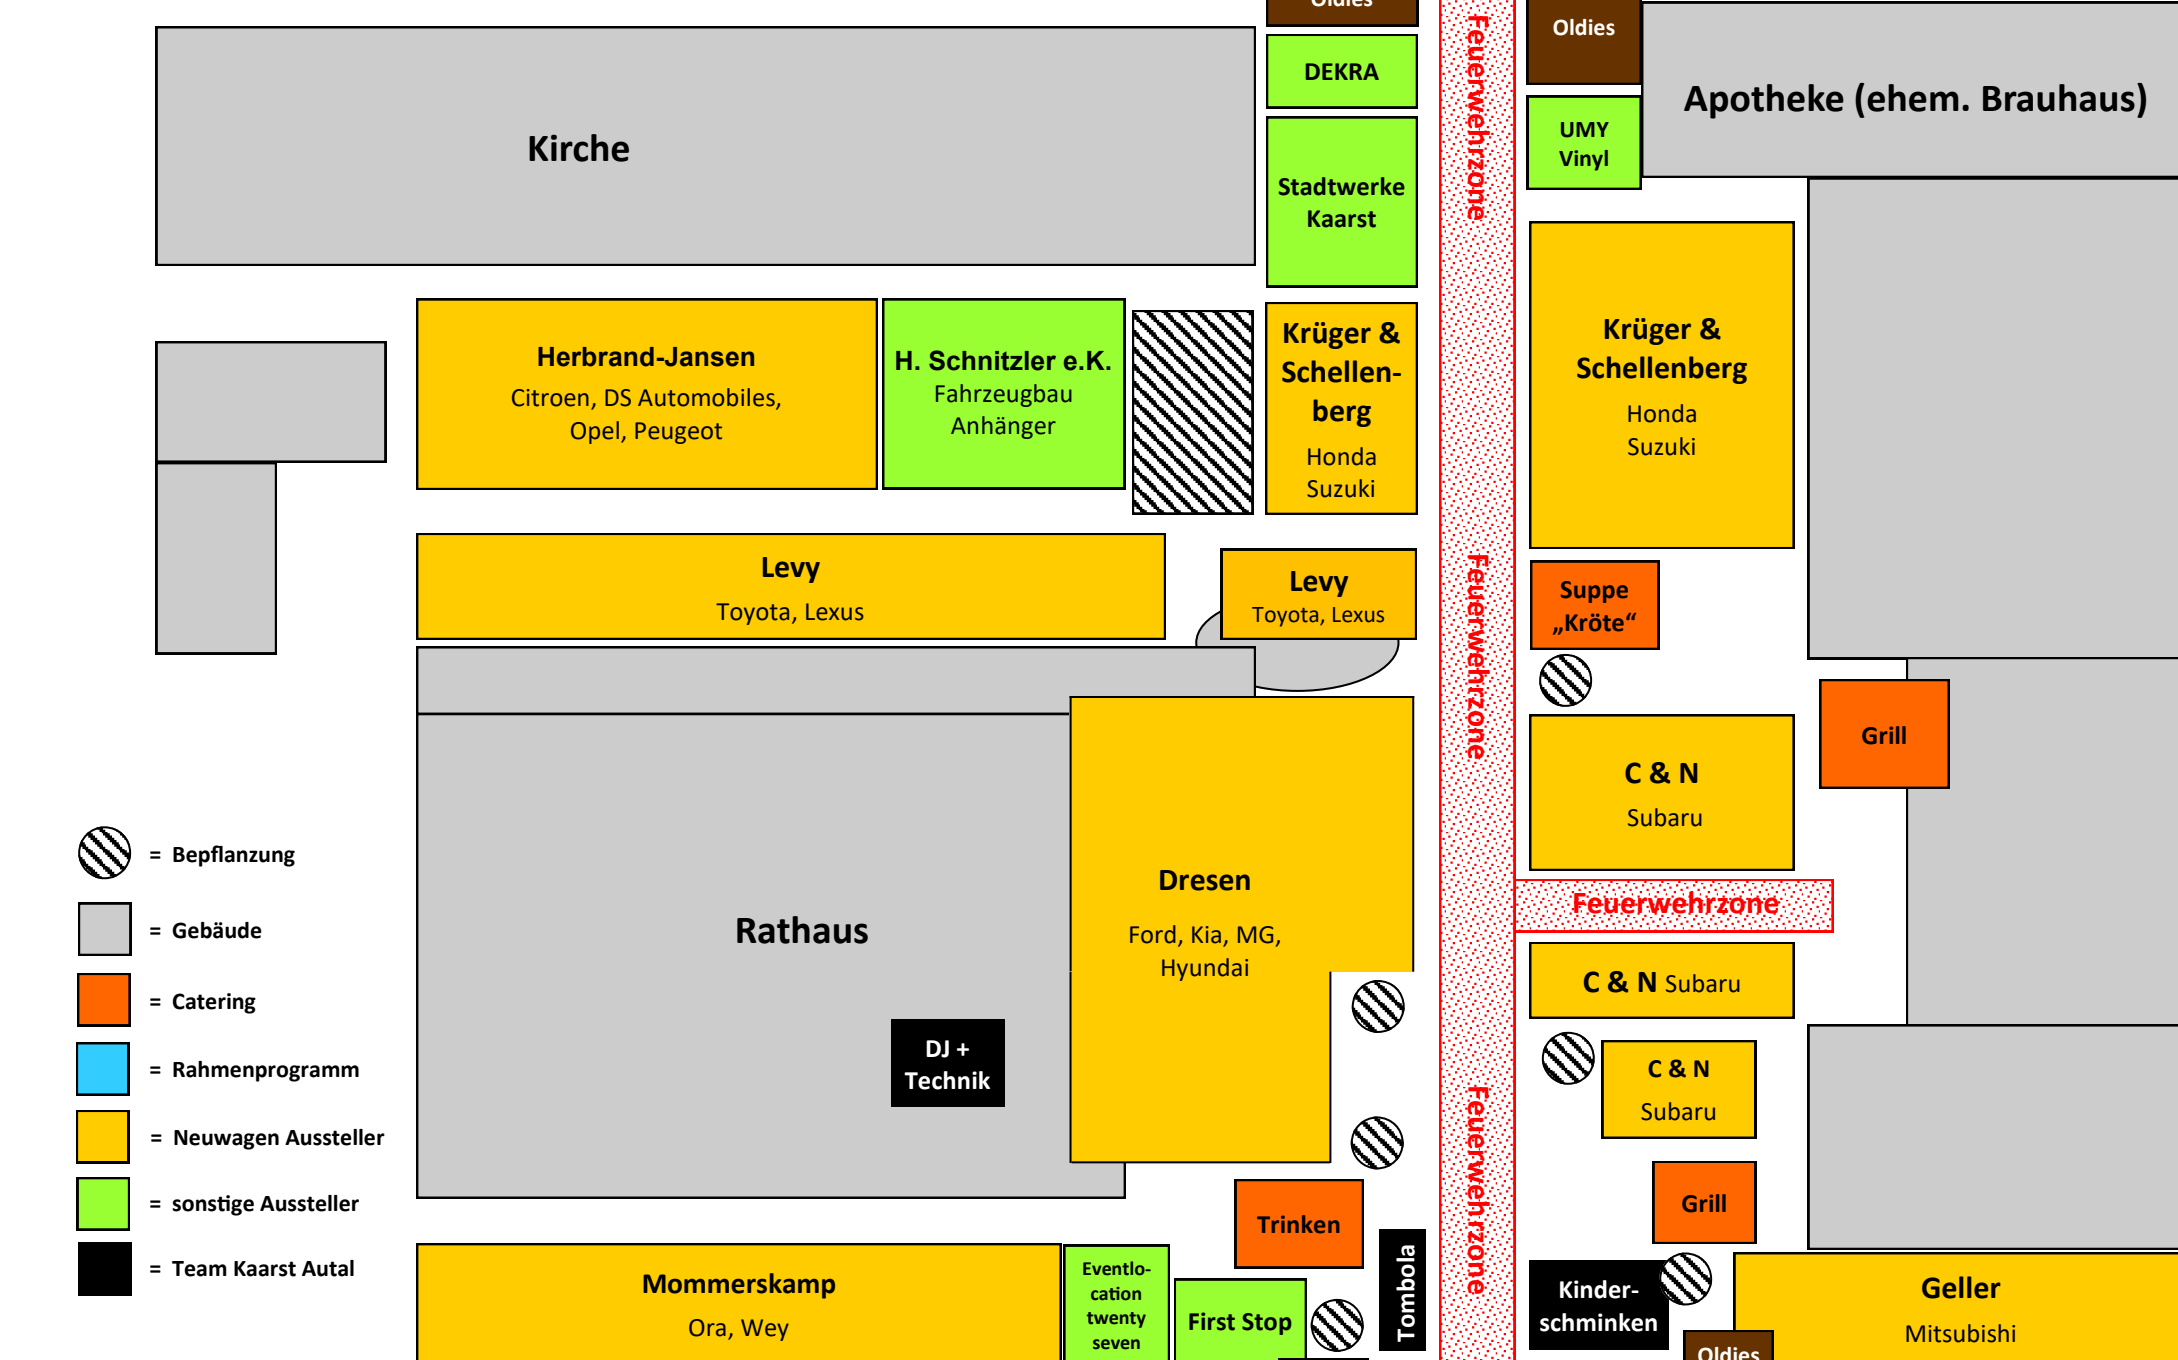 Oldies
Oldies
DEKRA
Apotheke (ehem. Brauhaus)
UMY
Vinyl
Kirche
Stadtwerke
Kaarst
Feuerwehrzone
Herbrand-Jansen
Citroen, DS Automobiles,
Opel, Peugeot
H. Schnitzler e.K.
Fahrzeugbau
Anhänger
Krüger &
Schellen-
berg
Honda
Suzuki
Krüger &
Schellenberg
Honda
Suzuki
Levy
Toyota, Lexus
Levy
Toyota, Lexus
Feuerwehrzone
Suppe
„Kröte“
Grill
C & N
Subaru
Dresen
Ford, Kia, MG,
Hyundai
Rathaus
Feuerwehrzone
C & N Subaru
DJ +
Technik
C & N
Subaru
Feuerwehrzone
Grill
Trinken
Tombola
Mommerskamp
Ora, Wey
Eventlo-
cation
twenty
seven
First Stop
Kinder-
schminken
Geller
Mitsubishi
Oldies
= Bepflanzung
= Gebäude
= Catering
= Rahmenprogramm
= Neuwagen Aussteller
= sonstige Aussteller
= Team Kaarst Autal